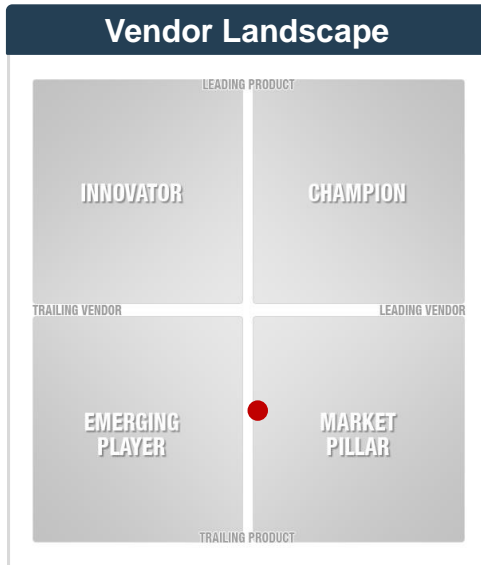 Vendor Landscape
LEADING PRODUCT
INNOVATOR
CHAMPION
TRAILING VENDOR
LEADING VENDOR
EMERGING
PLAYER
MARKET
PILLAR
TRAILING PRODUCT